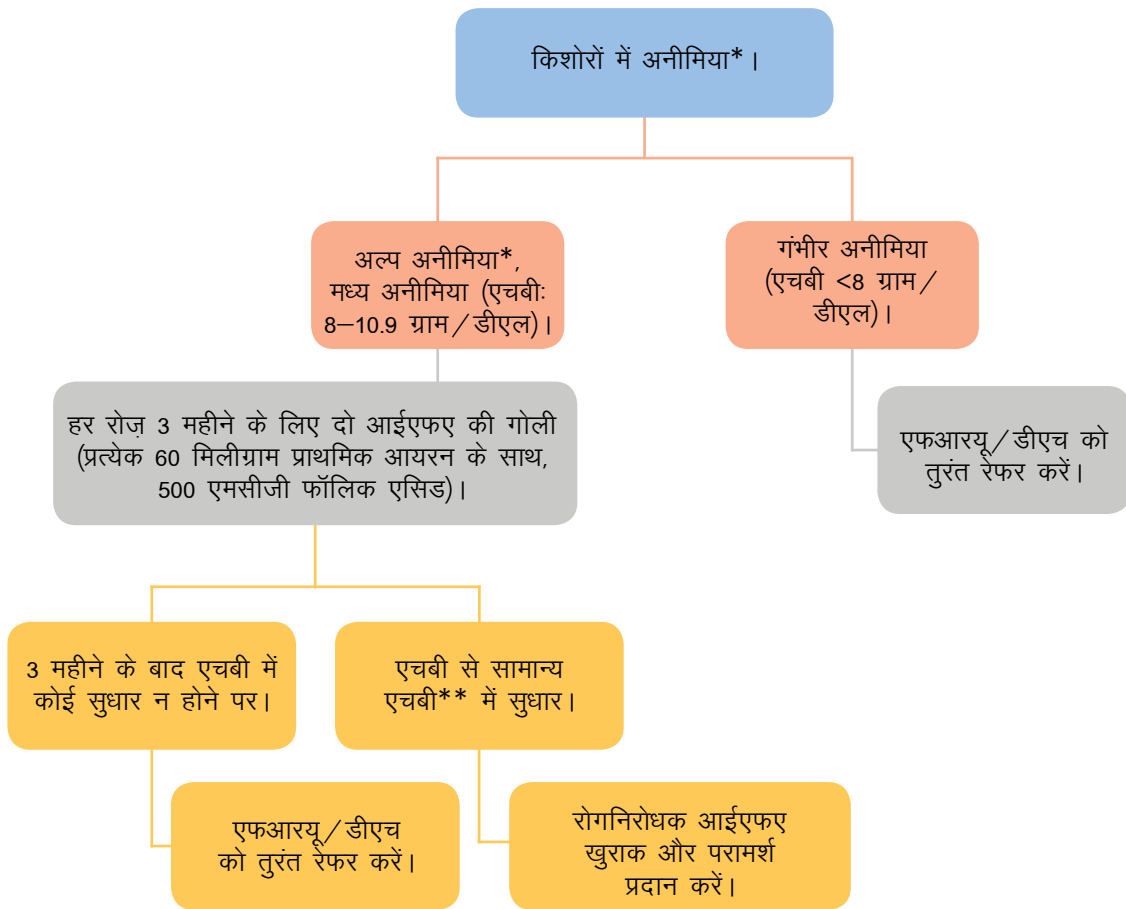 किशोरों में अनीमिया*।
अल्प अनीमिया*,
मध्य अनीमिया (एचबीः
8–10.9 ग्राम/डीएल)।
गंभीर अनीमिया
(एचबी <8 ग्राम/
डीएल)।
हर रोज़ 3 महीने के लिए दो आईएफए की गोली
(प्रत्येक 60 मिलीग्राम प्राथमिक आयरन के साथ,
500 एमसीजी फॉलिक एसिड)।
एफआरयू/डीएच को
तुरंत रेफर करें।
3 महीने के बाद एचबी में
कोई सुधार न होने पर।
एचबी से सामान्य
एचबी** में सुधार।
एफआरयू/डीएच
को तुरंत रेफर करें।
रोगनिरोधक आईएफए
खुराक और परामर्श
प्रदान करें।